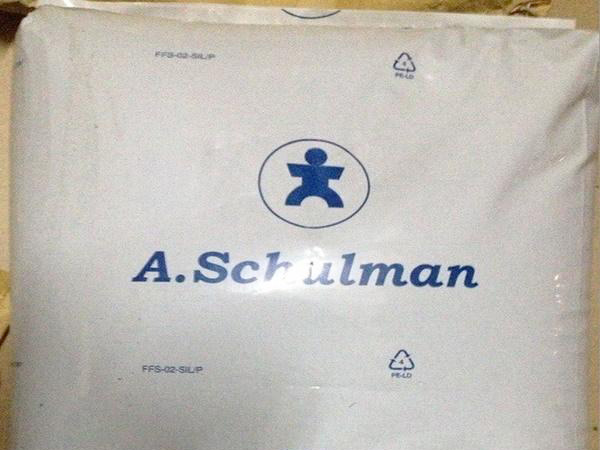 FFS-02-SIL/P
4
PE-LD
A.Schulman
FFS-02-SIL/P
4
PE-LD